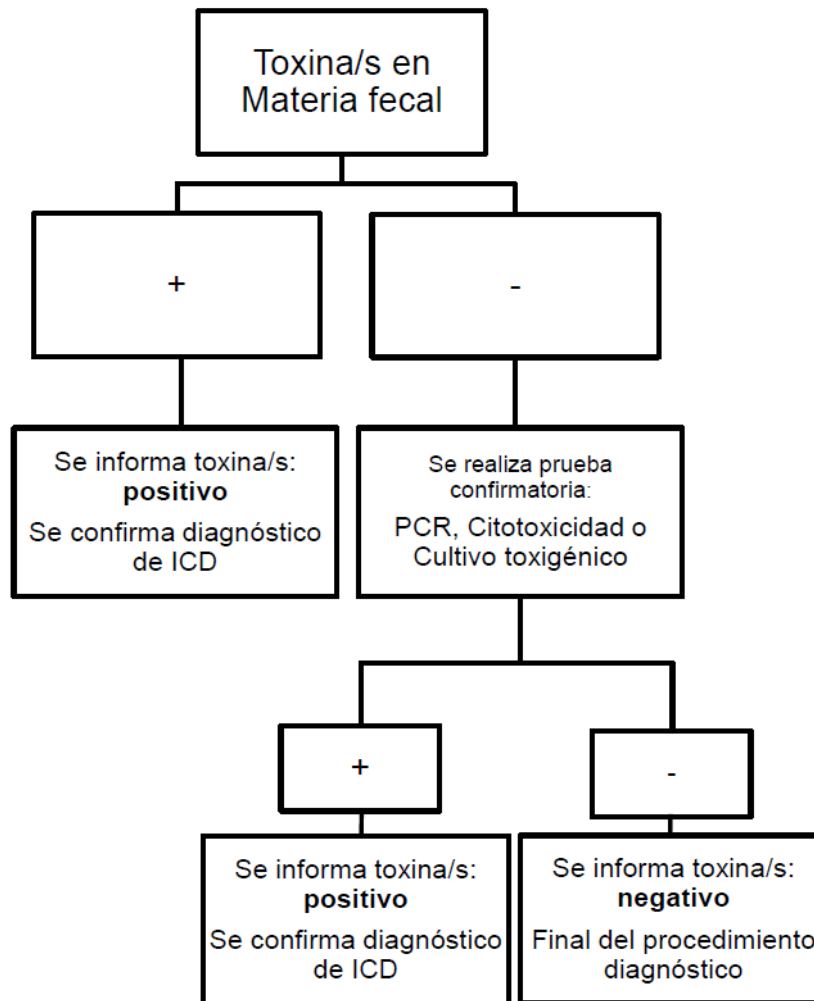 Toxina/s en
Materia fecal
+
-
Se informa toxina/s:
positivo
Se confirma diagnóstico
de ICD
Se realiza prueba
confirmatoria:
PCR, Citotoxicidad o
Cultivo toxigénico
+
-
Se informa toxina/s:
positivo
Se confirma diagnóstico
de ICD
Se informa toxina/s:
negativo
Final del procedimiento
diagnóstico